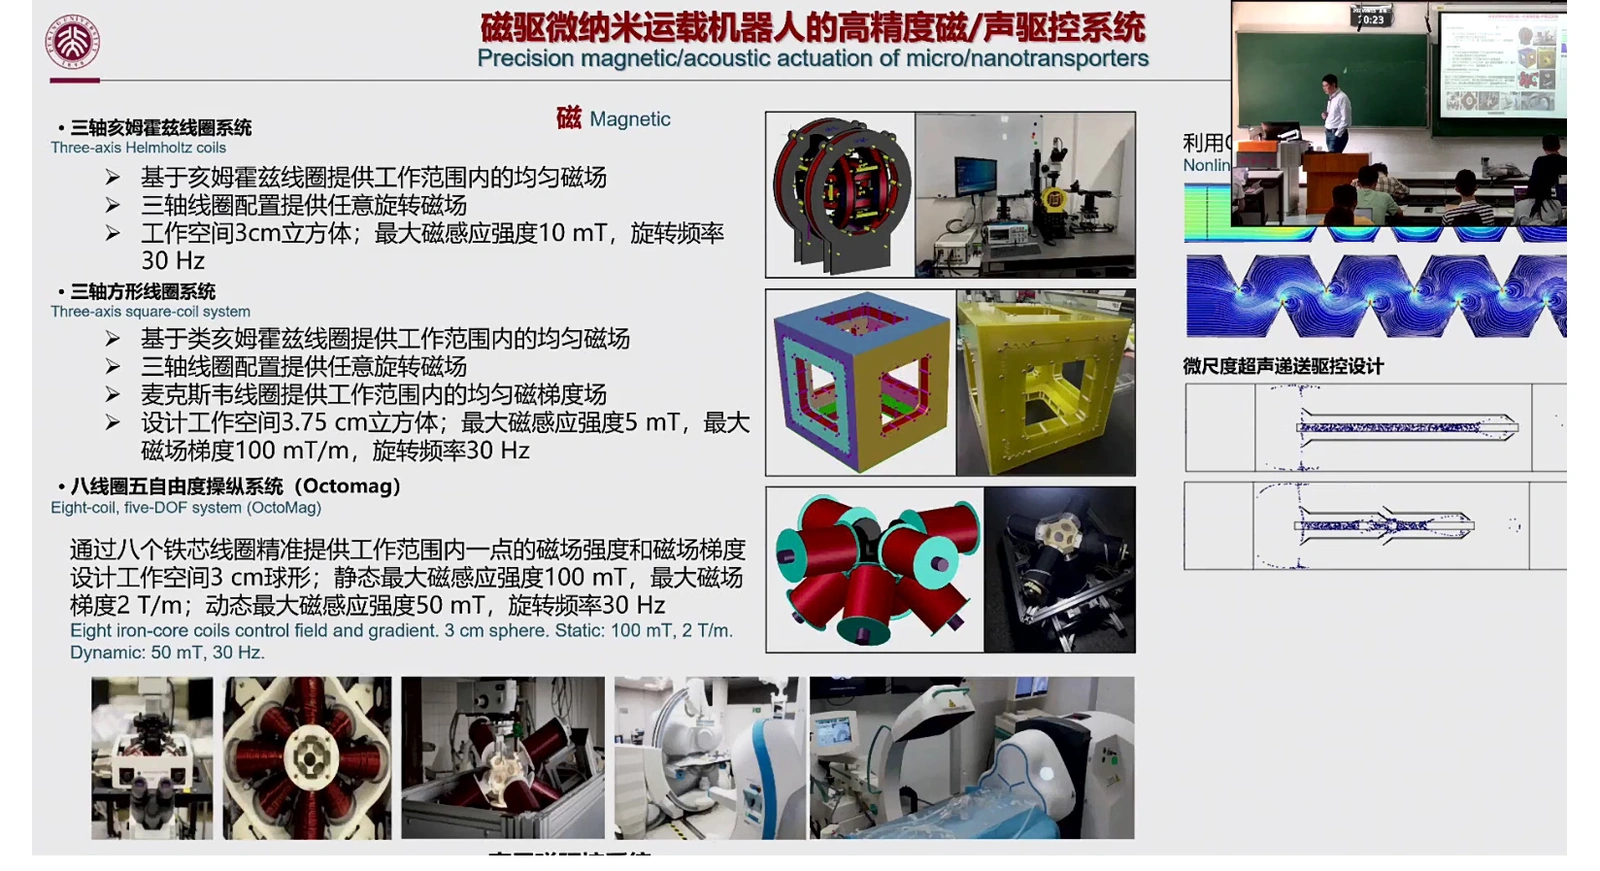 磁驱微纳米运载机器人的高精度磁/声驱控系统
Precision magnetic/acoustic actuation of micro/nanotransporters
磁 Magnetic
• 三轴亥姆霍兹线圈系统
Three-axis Helmholtz coils
➢ 基于亥姆霍兹线圈提供工作范围内的均匀磁场
➢ 三轴线圈配置提供任意旋转磁场
➢ 工作空间3cm立方体；最大磁感应强度10 mT，旋转频率
30 Hz
• 三轴方形线圈系统
Three-axis square-coil system
➢ 基于类亥姆霍兹线圈提供工作范围内的均匀磁场
➢ 三轴线圈配置提供任意旋转磁场
➢ 麦克斯韦线圈提供工作范围内的均匀磁梯度场
➢ 设计工作空间3.75 cm立方体；最大磁感应强度5 mT，最大
磁场梯度100 mT/m，旋转频率30 Hz
• 八线圈五自由度操纵系统（Octomag）
Eight-coil, five-DOF system (OctoMag)
通过八个铁芯线圈精准提供工作范围内一点的磁场强度和磁场梯度
设计工作空间3 cm球形；静态最大磁感应强度100 mT，最大磁场
梯度2 T/m；动态最大磁感应强度50 mT，旋转频率30 Hz
Eight iron-core coils control field and gradient. 3 cm sphere. Static: 100 mT, 2 T/m.
Dynamic: 50 mT, 30 Hz.
利用
Nonlin
微尺度超声递送驱控设计